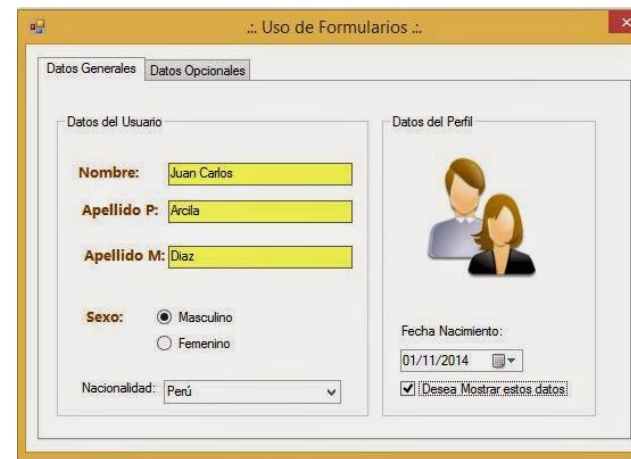 .:. Uso de Formularios .:.
Datos Generales Datos Opcionales
Datos del Usuario
Nombre: Juan Carlos
Apellido P: Arcila
Apellido M: Diaz
Sexo: Masculino
Femenino
Nacionalidad: Perú
Datos del Perfil
Fecha Nacimiento:
01/11/2014
Desea Mostrar estos datos